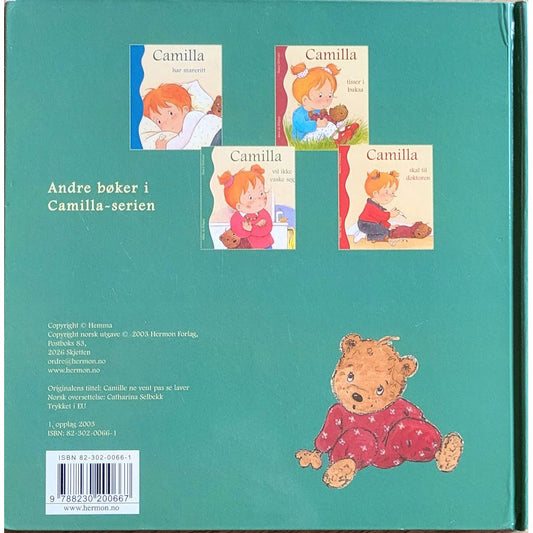 Camilla
har mareritt
Camilla
tisser i
buksa
Camilla
vil ikke
vaske seg
Camilla
skal til
doktoren
Andre bøker i
Camilla-serien
Copyright © Hemma
Copyright norsk utgave © 2003 Hermon Forlag,
Postboks 83,
2026 Skjetten
ordre@hermon.no
www.hermon.no
Originalens tittel: Camille ne veut pas se laver
Norsk oversettelse: Catharina Selbekk
Trykket i EU
1, opplag 2003
ISBN: 82-302-0066-1
ISBN 82-302-0066-1
9 788230 200667
www.hermon.no